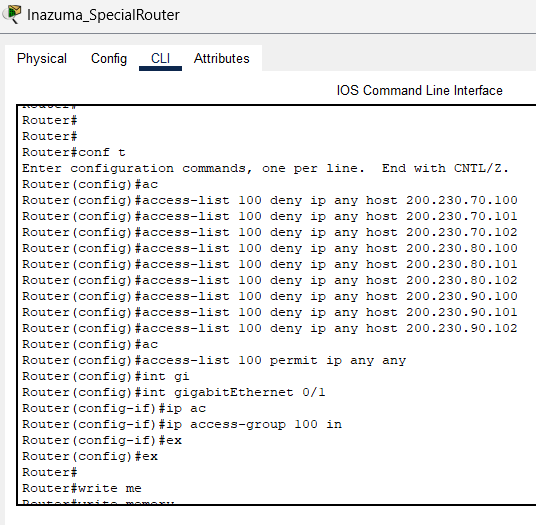 Inazuma_SpecialRouter
Physical Config CLI Attributes
IOS Command Line Interface
Router#
Router#
Router#
Router#conf t
Enter configuration commands, one per line.  End with CNTL/Z.
Router(config)#ac
Router(config)#access-list 100 deny ip any host 200.230.70.100
Router(config)#access-list 100 deny ip any host 200.230.70.101
Router(config)#access-list 100 deny ip any host 200.230.70.102
Router(config)#access-list 100 deny ip any host 200.230.80.100
Router(config)#access-list 100 deny ip any host 200.230.80.101
Router(config)#access-list 100 deny ip any host 200.230.80.102
Router(config)#access-list 100 deny ip any host 200.230.90.100
Router(config)#access-list 100 deny ip any host 200.230.90.101
Router(config)#access-list 100 deny ip any host 200.230.90.102
Router(config)#ac
Router(config)#access-list 100 permit ip any any
Router(config)#int gi
Router(config)#int gigabitEthernet 0/1
Router(config-if)#ip ac
Router(config-if)#ip access-group 100 in
Router(config-if)#ex
Router(config)#ex
Router#
Router#write me
Router#write memory